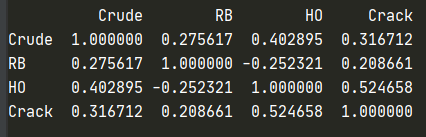 Crude RB HO Crack
Crude 1.000000 0.275617 0.402895 0.316712
RB 0.275617 1.000000 -0.252321 0.208661
HO 0.402895 -0.252321 1.000000 0.524658
Crack 0.316712 0.208661 0.524658 1.000000